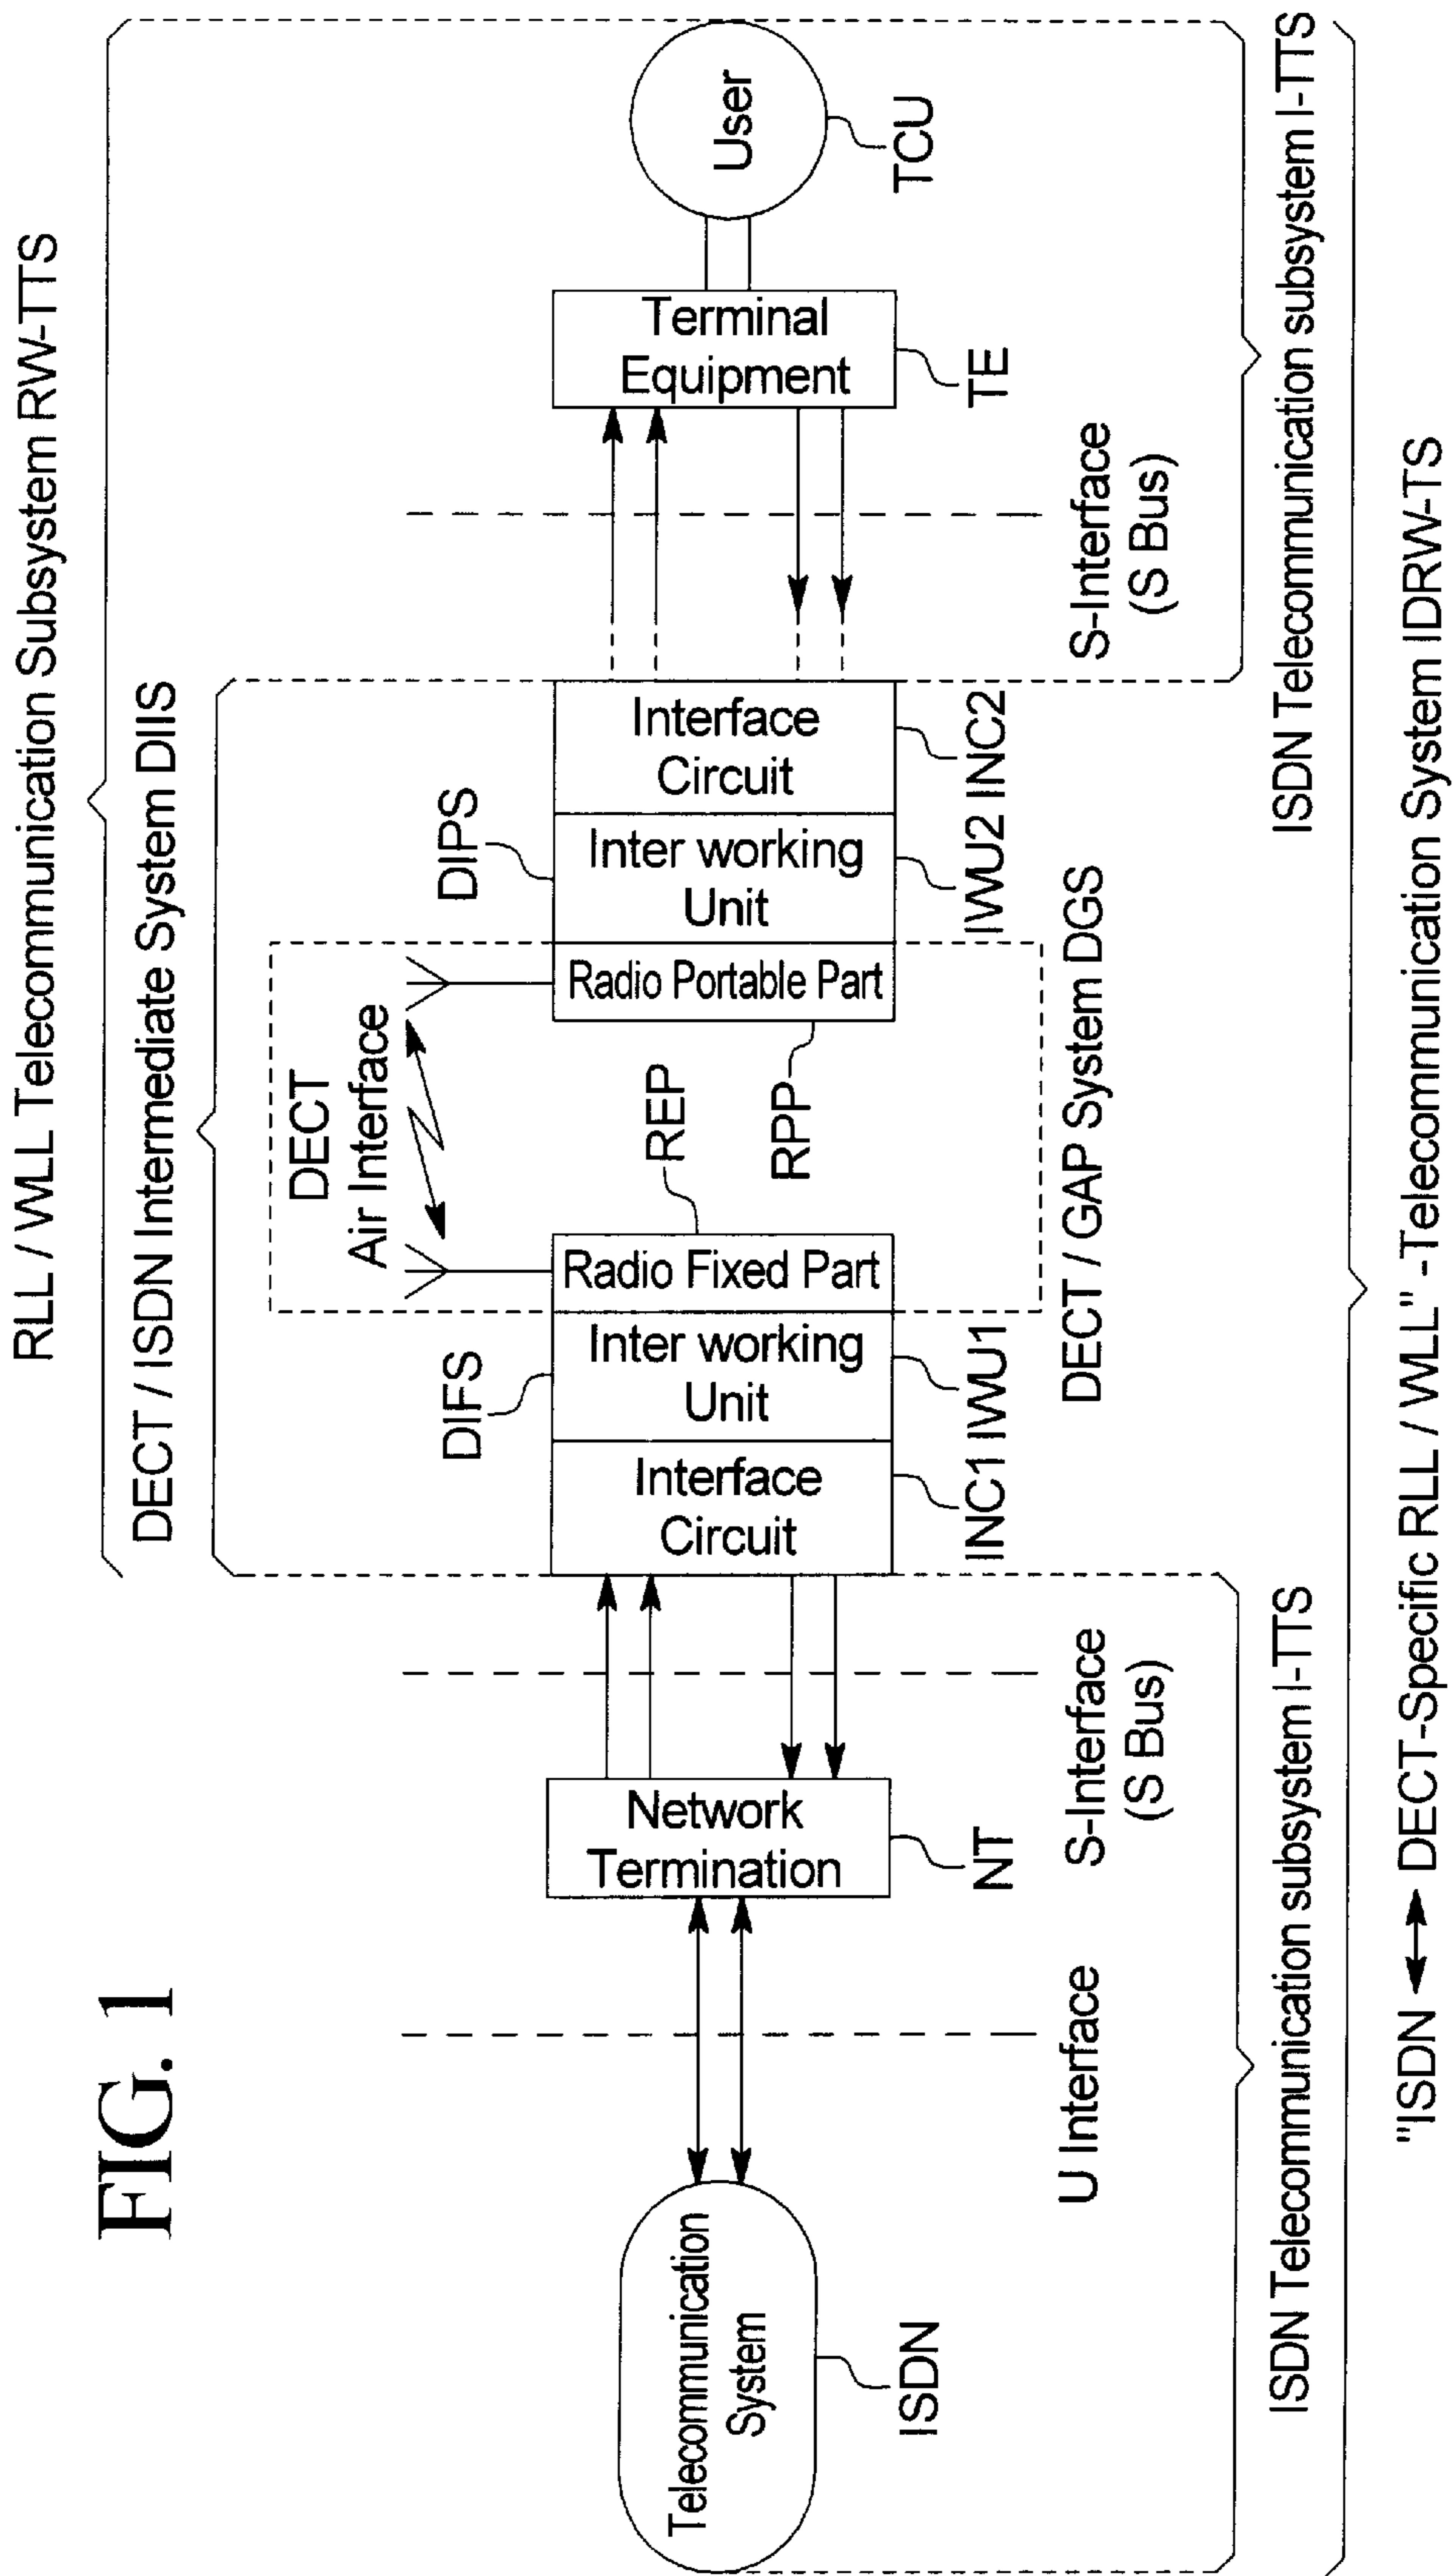 FIG. 1
RLL / WLL Telecommunication Subsystem RW-TTS
DECT / ISDN Intermediate System DIIS
DECT
Air Interface
DIFS
REP
DIPS
Telecommunication
System
Network
Termination
Interface
Circuit
Inter working
Unit
Radio Fixed Part
Radio Portable Part
Inter working
Unit
Interface
Circuit
Terminal
Equipment
User
RPP
ISDN
NT
INC1 IWU1
IWU2 INC2
TE
TCU
U Interface
S-Interface
(S Bus)
DECT / GAP System DGS
S-Interface
(S Bus)
ISDN Telecommunication subsystem I-TTS
ISDN Telecommunication subsystem I-TTS
"ISDN ⟷ DECT-Specific RLL / WLL" -Telecommunication System IDRW-TS